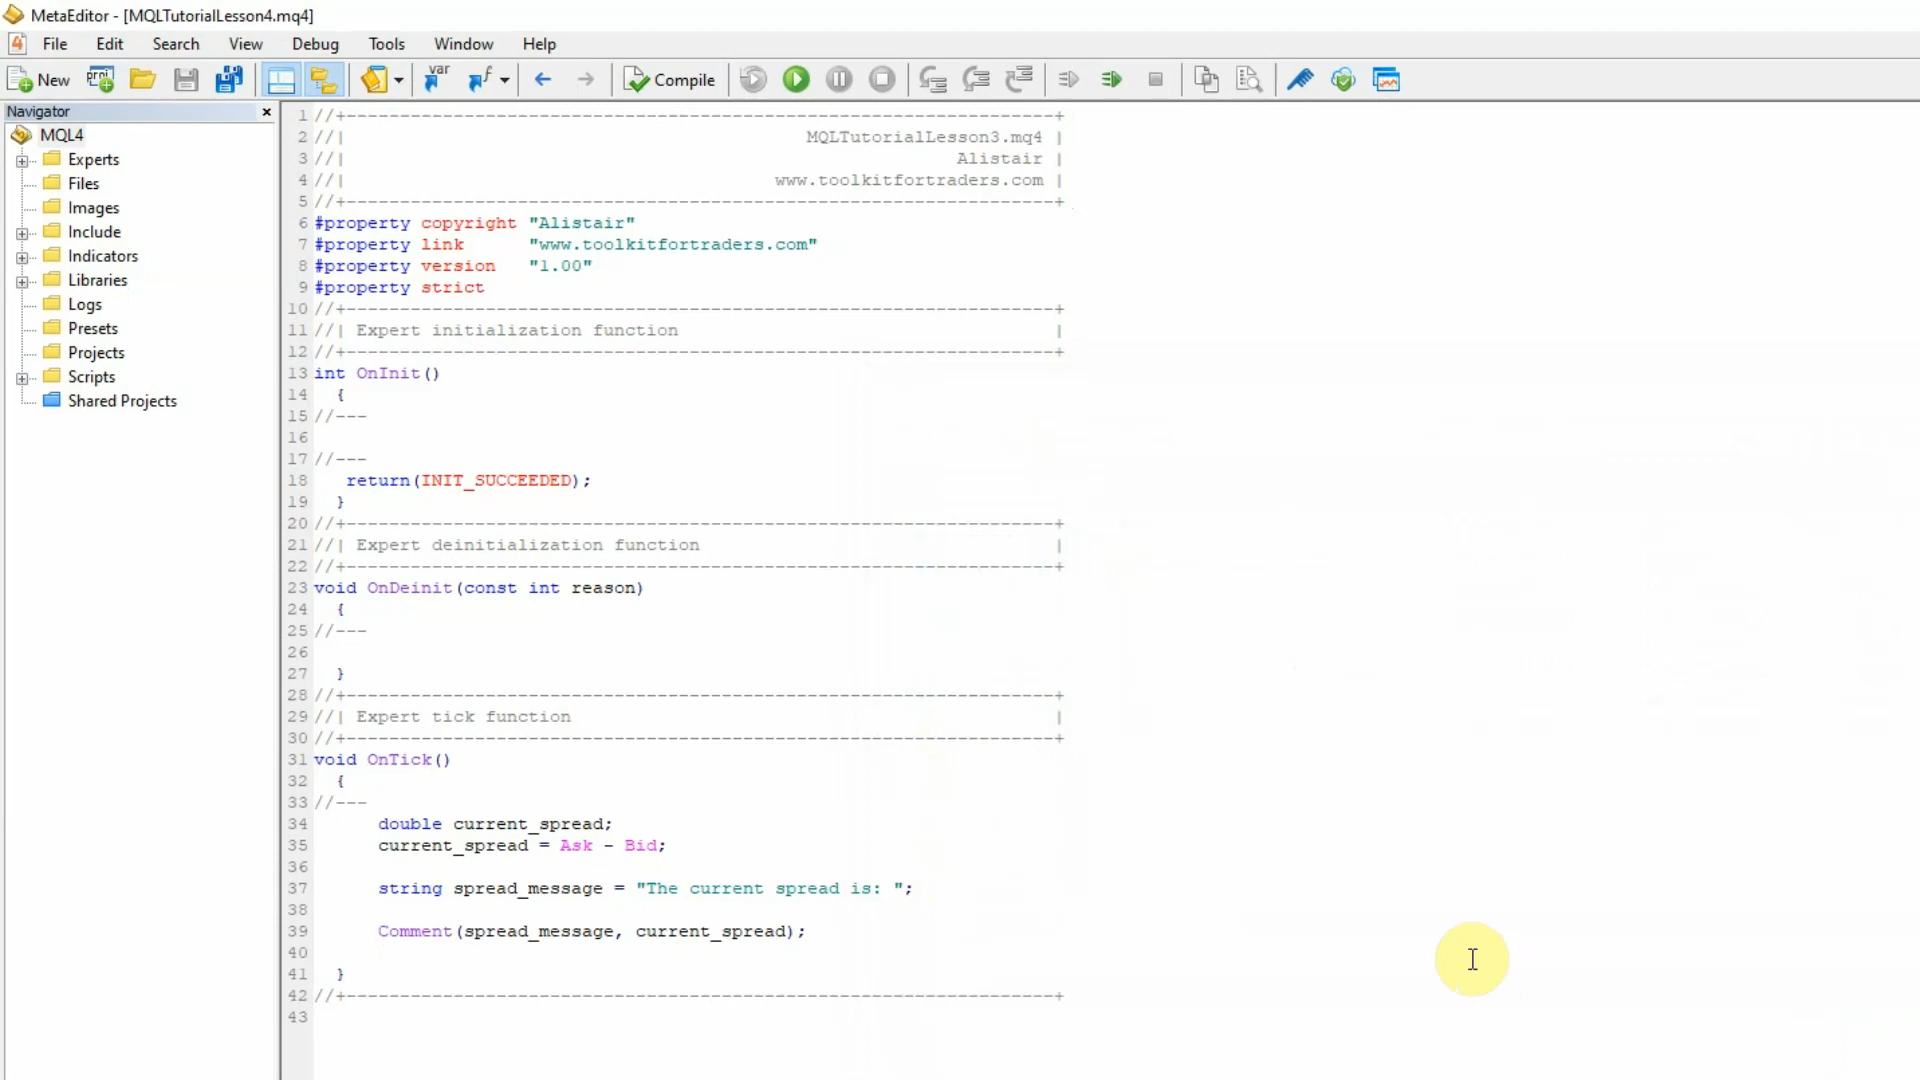 MetaEditor - [MQLTutorialLesson4.mq4]
4 File Edit Search View Debug Tools Window Help
New proj var f Compile
Navigator
MQL4
Experts
Files
Images
Include
Indicators
Libraries
Logs
Presets
Projects
Scripts
Shared Projects
1 //+------------------------------------------------------------------+
2 //| MQLTutorialLesson3.mq4 |
3 //| Alistair |
4 //| www.toolkitfortraders.com |
5 //+------------------------------------------------------------------+
6 #property copyright "Alistair"
7 #property link "www.toolkitfortraders.com"
8 #property version "1.00"
9 #property strict
10 //+------------------------------------------------------------------+
11 //| Expert initialization function |
12 //+------------------------------------------------------------------+
13 int OnInit()
14 {
15 //---
16
17 //---
18 return(INIT_SUCCEEDED);
19 }
20 //+------------------------------------------------------------------+
21 //| Expert deinitialization function |
22 //+------------------------------------------------------------------+
23 void OnDeinit(const int reason)
24 {
25 //---
26
27 }
28 //+------------------------------------------------------------------+
29 //| Expert tick function |
30 //+------------------------------------------------------------------+
31 void OnTick()
32 {
33 //---
34 double current_spread;
35 current_spread = Ask - Bid;
36
37 string spread_message = "The current spread is: ";
38
39 Comment(spread_message, current_spread);
40
41 }
42 //+------------------------------------------------------------------+
43